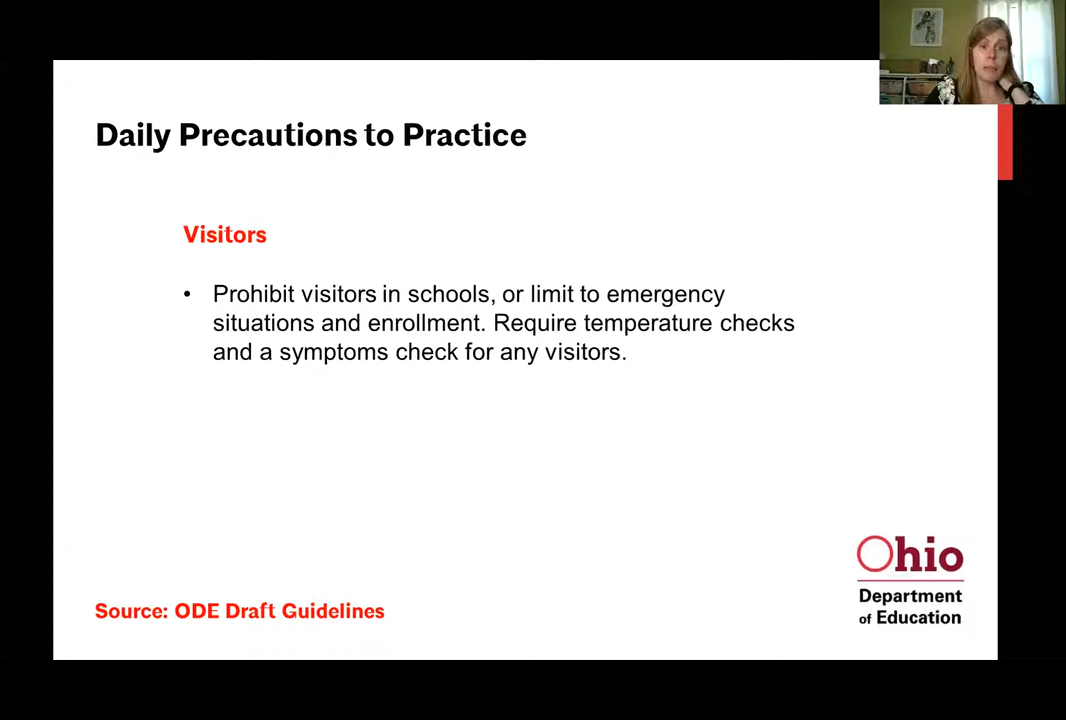 Daily Precautions to Practice
Visitors
• Prohibit visitors in schools, or limit to emergency
situations and enrollment. Require temperature checks
and a symptoms check for any visitors.
Source: ODE Draft Guidelines
Ohio
Department
of Education